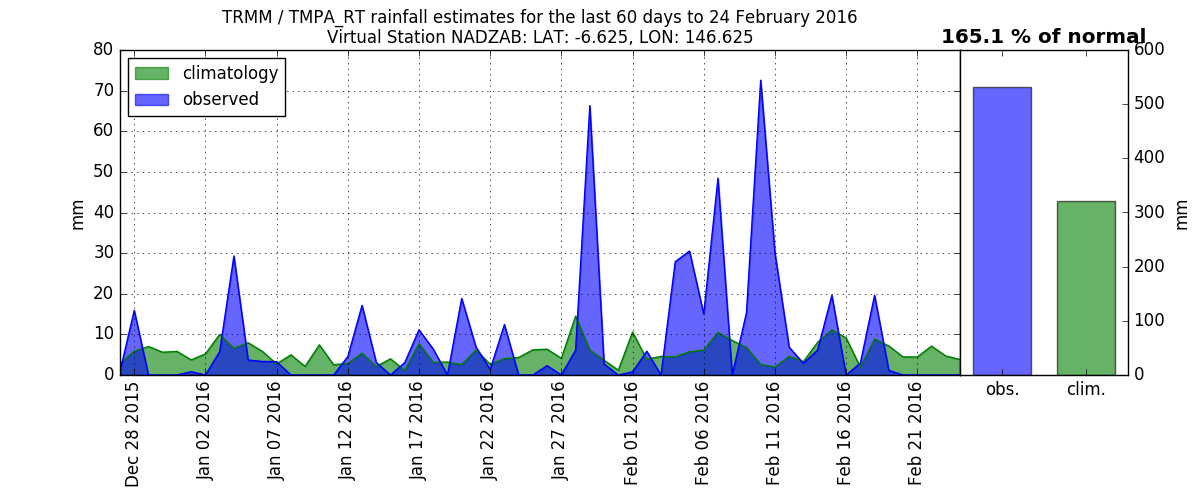 TRMM / TMPA_RT rainfall estimates for the last 60 days to 24 February 2016
Virtual Station NADZAB: LAT: -6.625, LON: 146.625
165.1 % of normal
climatology
observed
80
70
60
50
40
30
20
10
0
mm
Dec 28 2015
Jan 02 2016
Jan 07 2016
Jan 12 2016
Jan 17 2016
Jan 22 2016
Jan 27 2016
Feb 01 2016
Feb 06 2016
Feb 11 2016
Feb 16 2016
Feb 21 2016
obs.
clim.
600
500
400
300
200
100
0
mm